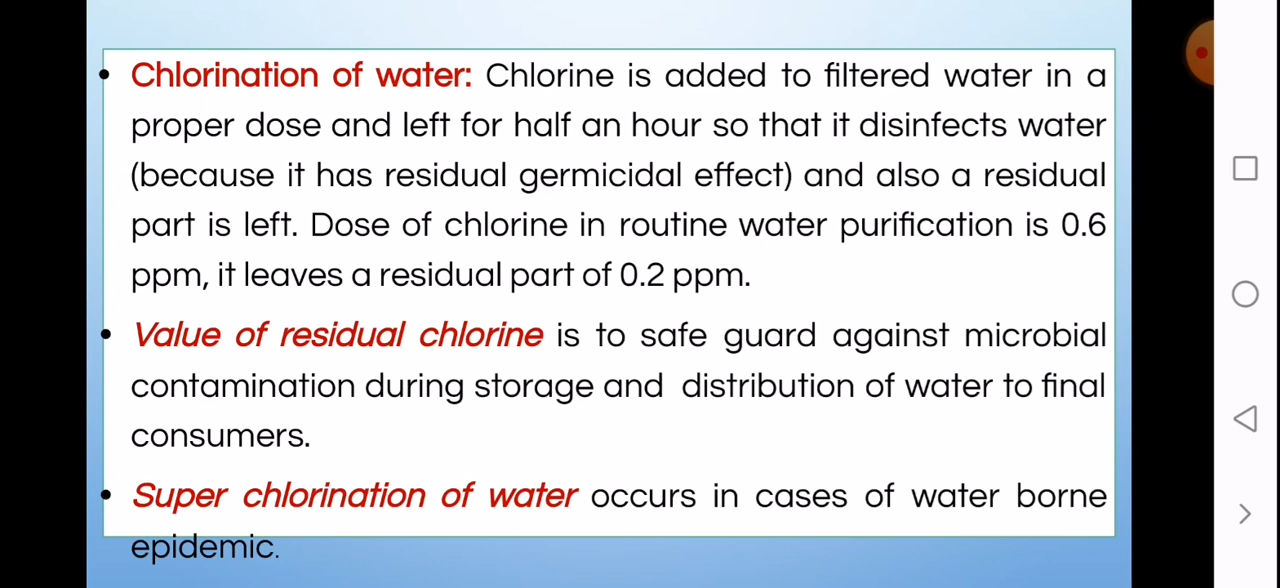 • Chlorination of water: Chlorine is added to filtered water in a
proper dose and left for half an hour so that it disinfects water
(because it has residual germicidal effect) and also a residual
part is left. Dose of chlorine in routine water purification is 0.6
ppm, it leaves a residual part of 0.2 ppm.
• Value of residual chlorine is to safe guard against microbial
contamination during storage and distribution of water to final
consumers.
• Super chlorination of water occurs in cases of water borne
epidemic.